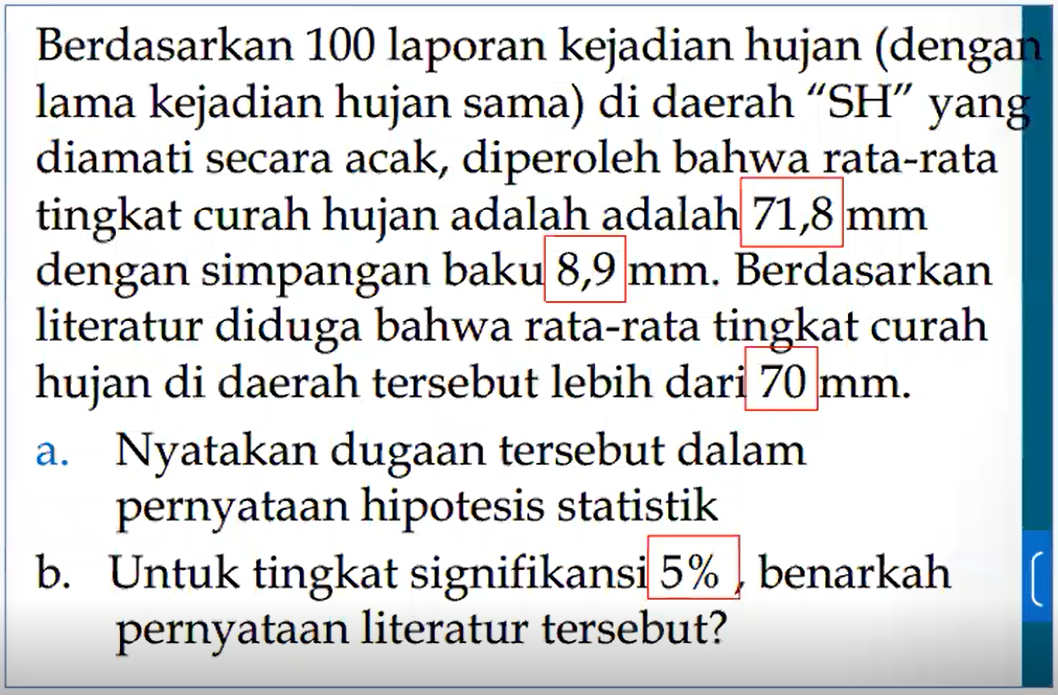 Berdasarkan 100 laporan kejadian hujan (dengan
lama kejadian hujan sama) di daerah “SH” yang
diamati secara acak, diperoleh bahwa rata-rata
tingkat curah hujan adalah adalah 71,8 mm
dengan simpangan baku 8,9 mm. Berdasarkan
literatur diduga bahwa rata-rata tingkat curah
hujan di daerah tersebut lebih dari 70 mm.
a. Nyatakan dugaan tersebut dalam
pernyataan hipotesis statistik
b. Untuk tingkat signifikansi 5% , benarkah
pernyataan literatur tersebut?